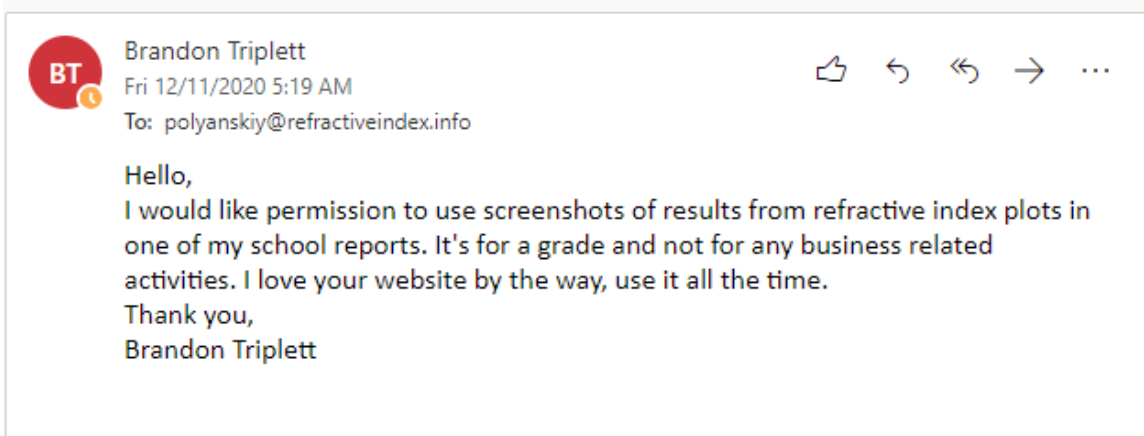 BT
Brandon Triplett
Fri 12/11/2020 5:19 AM
To: polyanskiy@refractiveindex.info
Hello,
I would like permission to use screenshots of results from refractive index plots in
one of my school reports. It's for a grade and not for any business related
activities. I love your website by the way, use it all the time.
Thank you,
Brandon Triplett